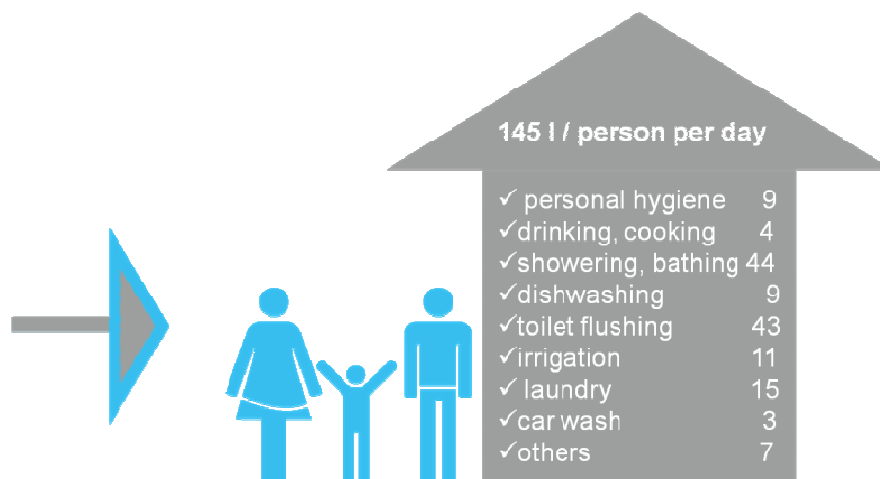 145 l / person per day
✓ personal hygiene 9
✓drinking, cooking 4
✓showering, bathing 44
✓dishwashing 9
✓toilet flushing 43
✓irrigation 11
✓ laundry 15
✓car wash 3
✓others 7